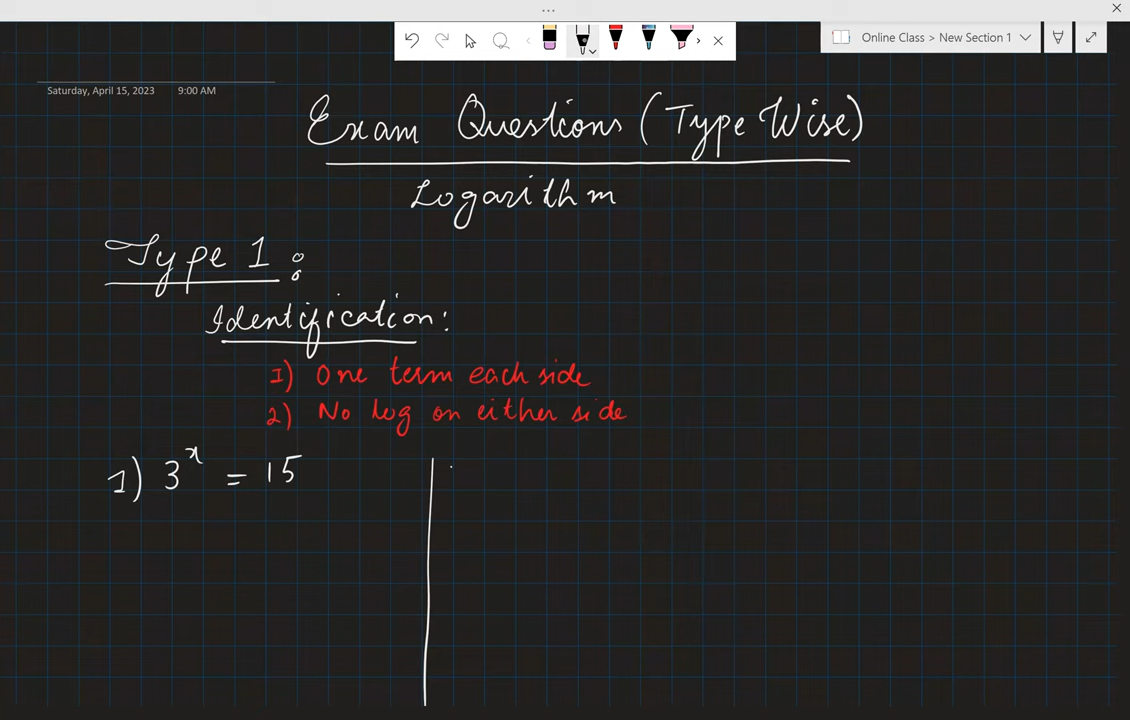 Online Class > New Section 1
Saturday, April 15, 2023 9:00 AM
Exam Questions (Type Wise)
Logarithm
Type 1:
Identification:
1) One term each side
2) No log on either side
1) 3^x = 15